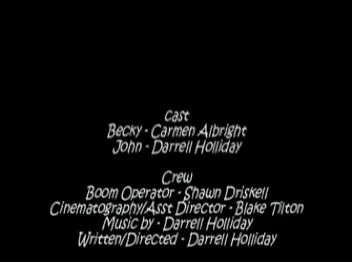 Cast
Becky - Carmen Albright
John - Darrell Holliday
Crew
Boom Operator - Shawn Driskell
Cinematography/Asst Director - Blake Tilton
Music by - Darrell Holliday
Written/Directed - Darrell Holliday